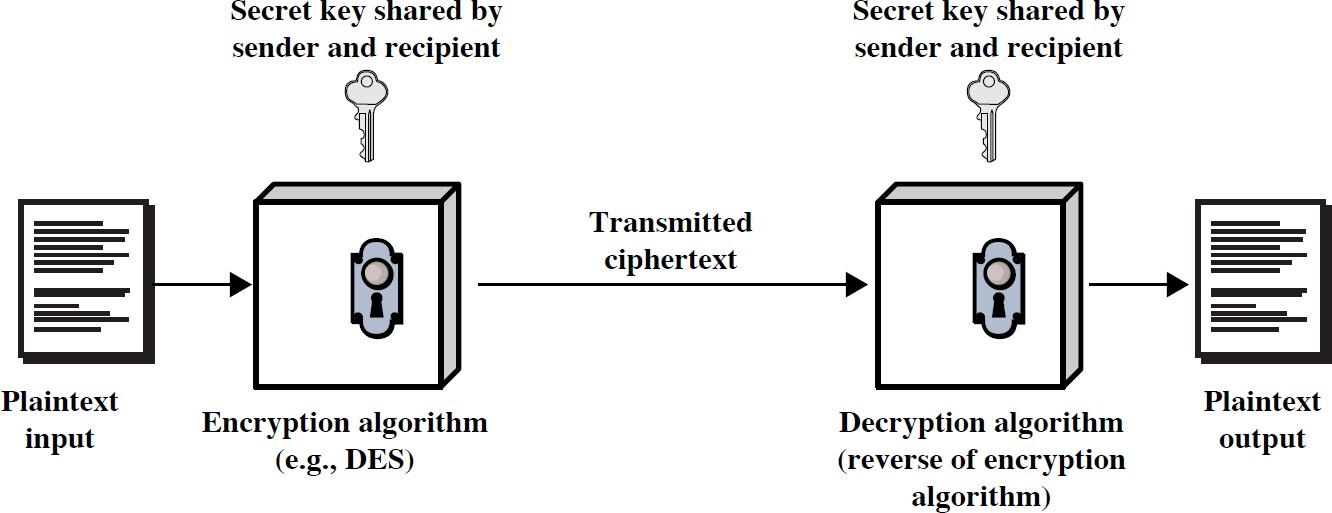 Secret key shared by
sender and recipient
Secret key shared by
sender and recipient
Transmitted
ciphertext
Plaintext
input
Encryption algorithm
(e.g., DES)
Decryption algorithm
(reverse of encryption
algorithm)
Plaintext
output